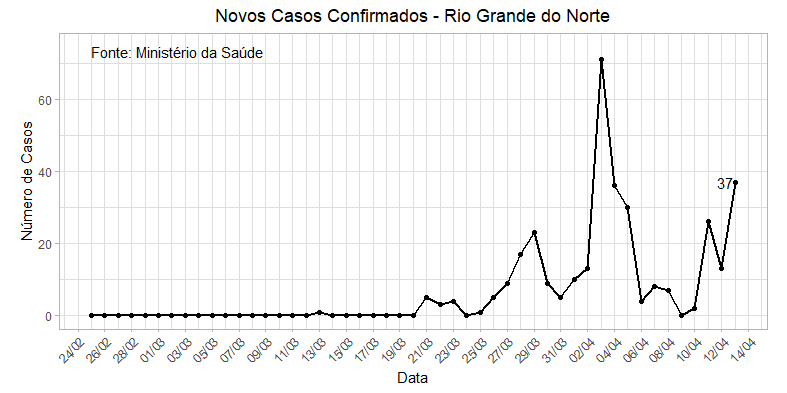 Novos Casos Confirmados - Rio Grande do Norte
Fonte: Ministério da Saúde
Número de Casos
60
40
20
0
37
24/02 26/02 28/02 01/03 03/03 05/03 07/03 09/03 11/03 13/03 15/03 17/03 19/03 21/03 23/03 25/03 27/03 29/03 31/03 02/04 04/04 06/04 08/04 10/04 12/04 14/04
Data